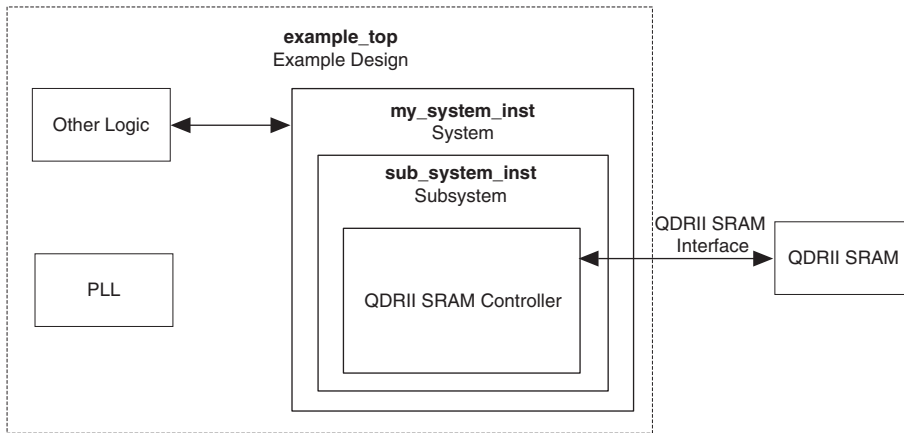 example_top
Example Design
Other Logic
my_system_inst
System
sub_system_inst
Subsystem
QDRII SRAM
Interface
QDRII SRAM
PLL
QDRII SRAM Controller